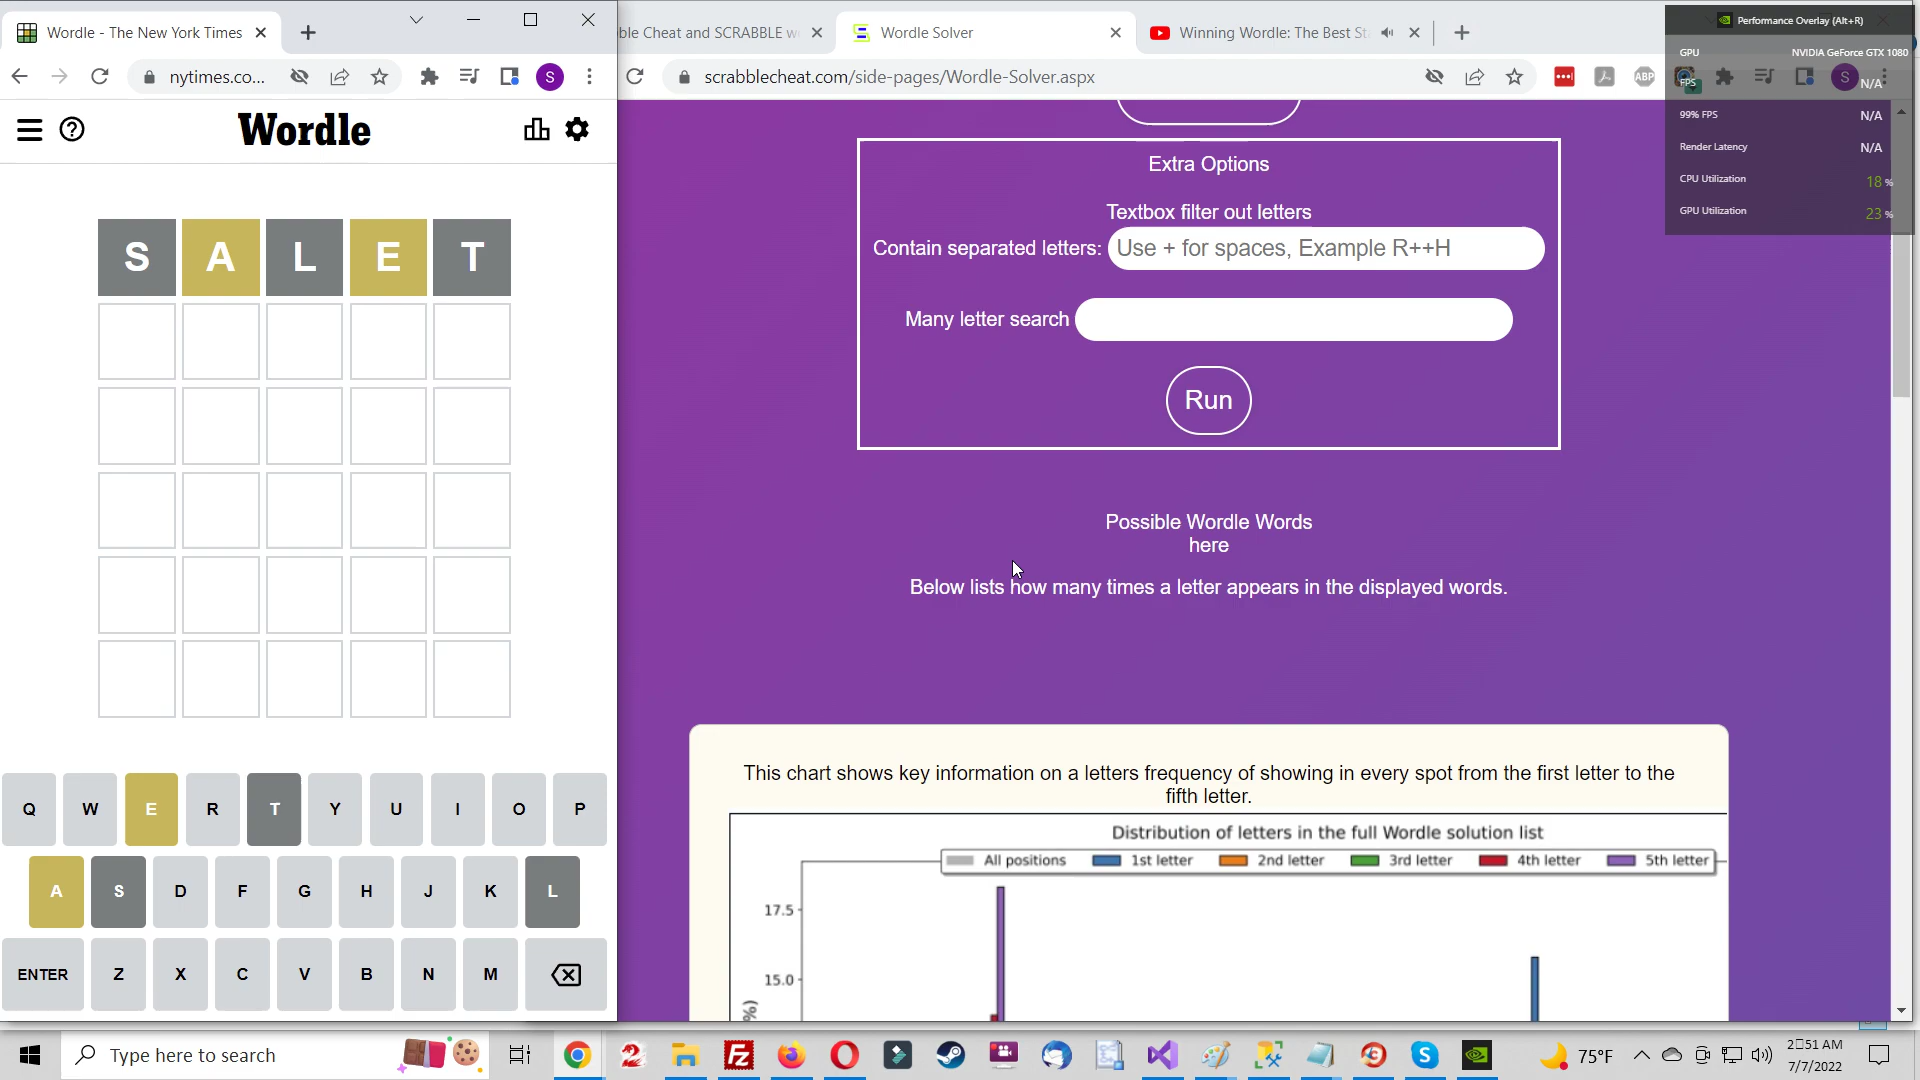 Wordle - The New York Times
ble Cheat and SCRABBLE w
Wordle Solver
Winning Wordle: The Best St
Performance Overlay (Alt+R)
nytimes.co...
S
scrabblecheat.com/side-pages/Wordle-Solver.aspx
ABP
S
GPU
NVIDIA GeForce GTX 1080
FPS
N/A
99% FPS
N/A
Render Latency
N/A
CPU Utilization
18 %
GPU Utilization
23 %
Wordle
S A L E T
Q W E R T Y U I O P
A S D F G H J K L
ENTER Z X C V B N M
Extra Options
Textbox filter out letters
Contain separated letters: Use + for spaces, Example R++H
Many letter search
Run
Possible Wordle Words
here
Below lists how many times a letter appears in the displayed words.
This chart shows key information on a letters frequency of showing in every spot from the first letter to the
fifth letter.
Distribution of letters in the full Wordle solution list
All positions 1st letter 2nd letter 3rd letter 4th letter 5th letter
17.5
15.0
%)
Type here to search
75°F
2:51 AM
7/7/2022